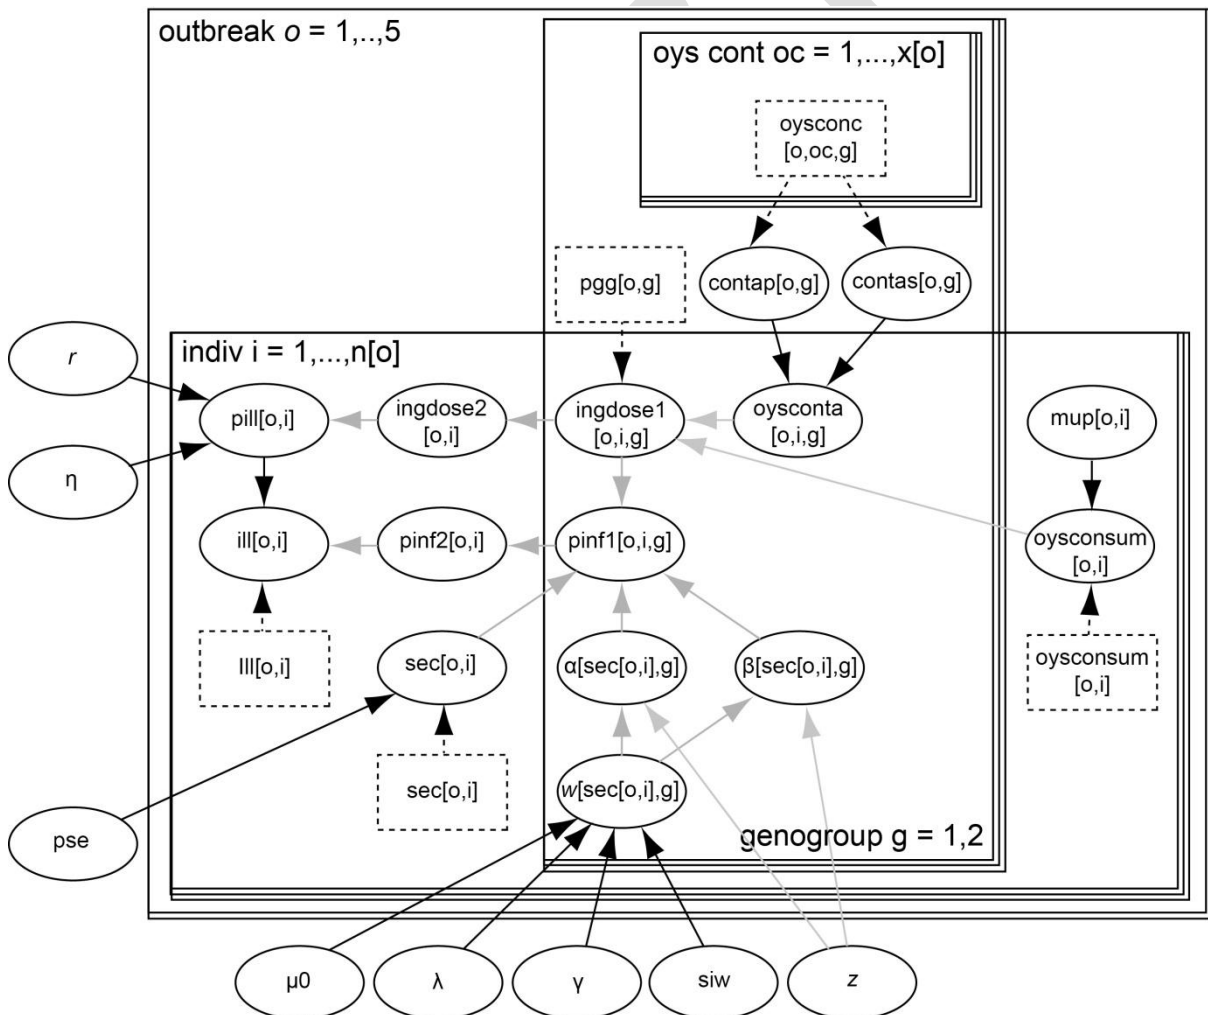 outbreak o = 1,..,5
oys cont oc = 1,...,x[o]
oysconc
[o,oc,g]
pgg[o,g]
contap[o,g]
contas[o,g]
indiv i = 1,...,n[o]
r
pill[o,i]
ingdose2
[o,i]
ingdose1
[o,i,g]
oysconta
[o,i,g]
mup[o,i]
η
ill[o,i]
pinf2[o,i]
pinf1[o,i,g]
oysconsum
[o,i]
Ill[o,i]
sec[o,i]
α[sec[o,i],g]
β[sec[o,i],g]
oysconsum
[o,i]
sec[o,i]
w[sec[o,i],g]
pse
genogroup g = 1,2
μ0
λ
γ
siw
z